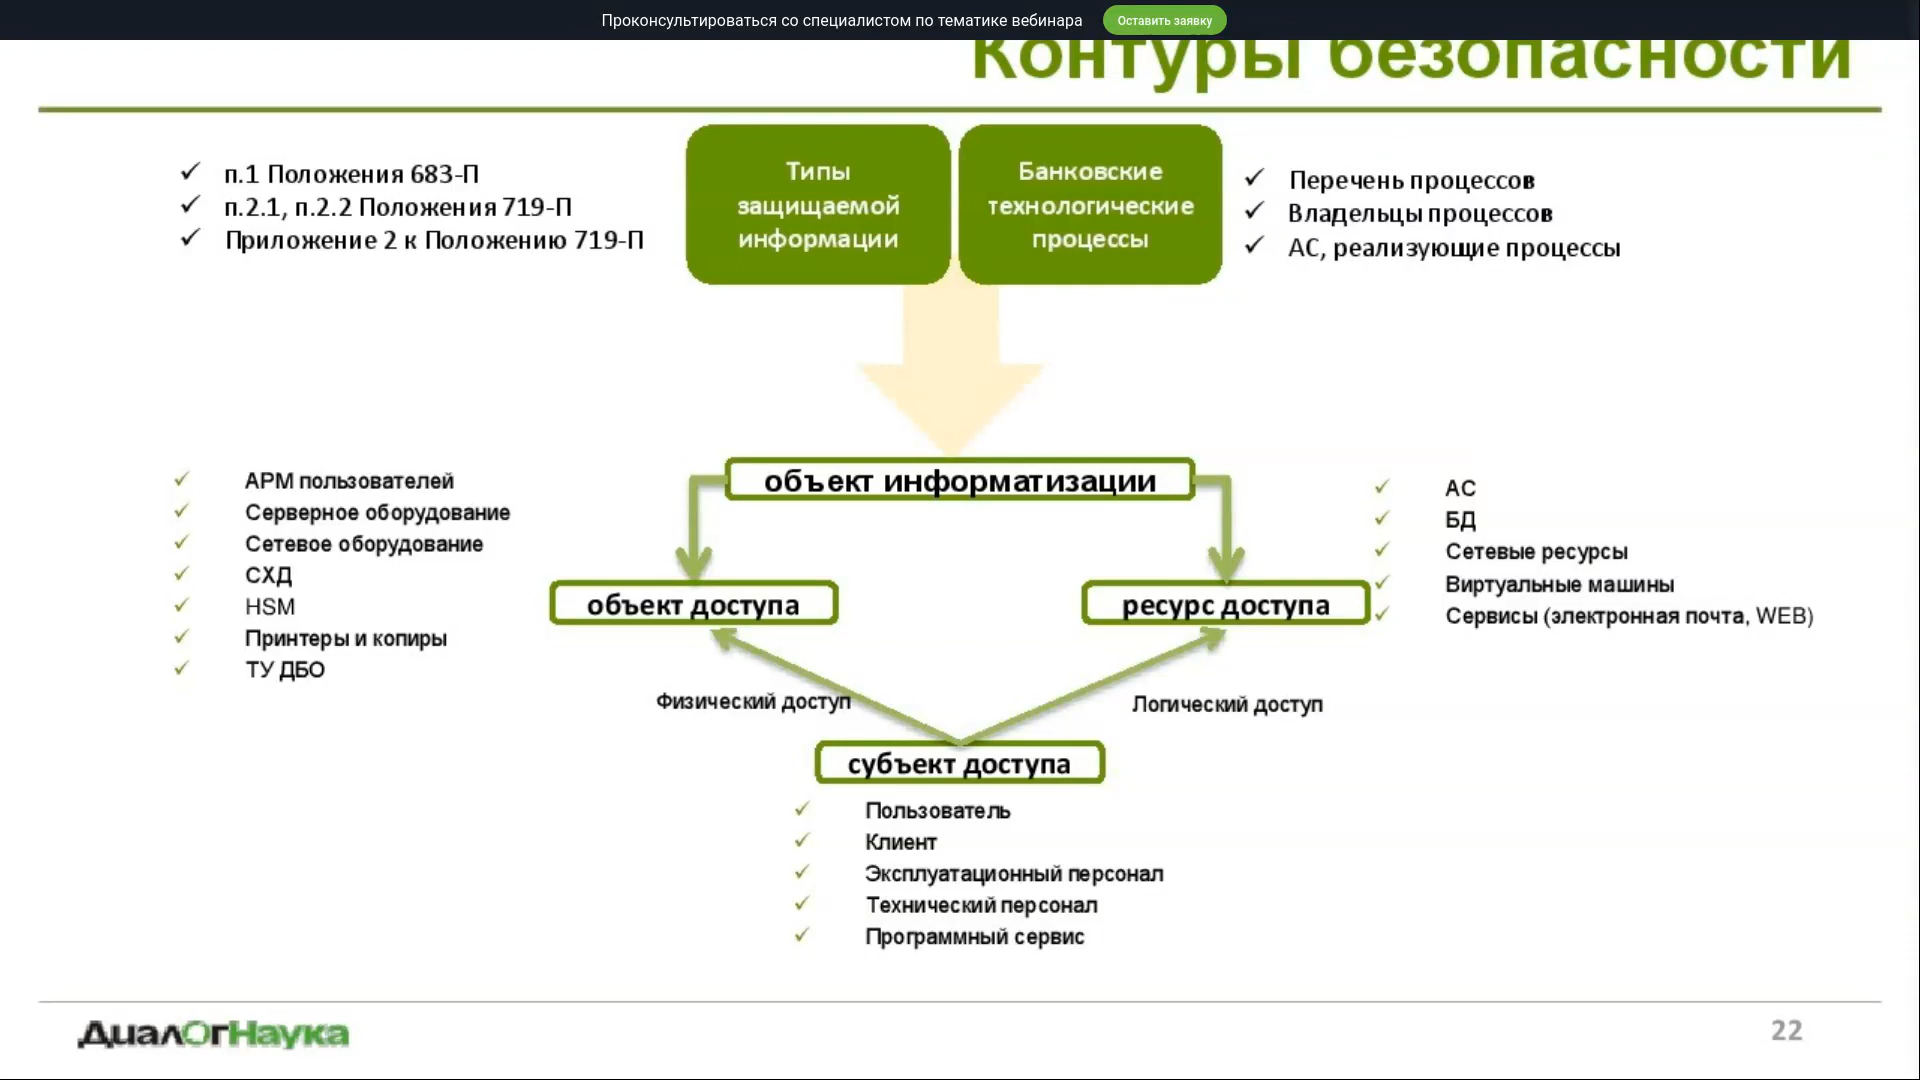 Проконсультироваться со специалистом по тематике вебинара
Оставить заявку
Контуры безопасности
п.1 Положения 683-П
п.2.1, п.2.2 Положения 719-П
Приложение 2 к Положению 719-П
Типы
защищаемой
информации
Банковские
технологические
процессы
Перечень процессов
Владельцы процессов
АС, реализующие процессы
объект информатизации
АРМ пользователей
Серверное оборудование
Сетевое оборудование
СХД
HSM
Принтеры и копиры
ТУ ДБО
объект доступа
ресурс доступа
АС
БД
Сетевые ресурсы
Виртуальные машины
Сервисы (электронная почта, WEB)
Физический доступ
Логический доступ
субъект доступа
Пользователь
Клиент
Эксплуатационный персонал
Технический персонал
Программный сервис
ДиалОгНаука
22